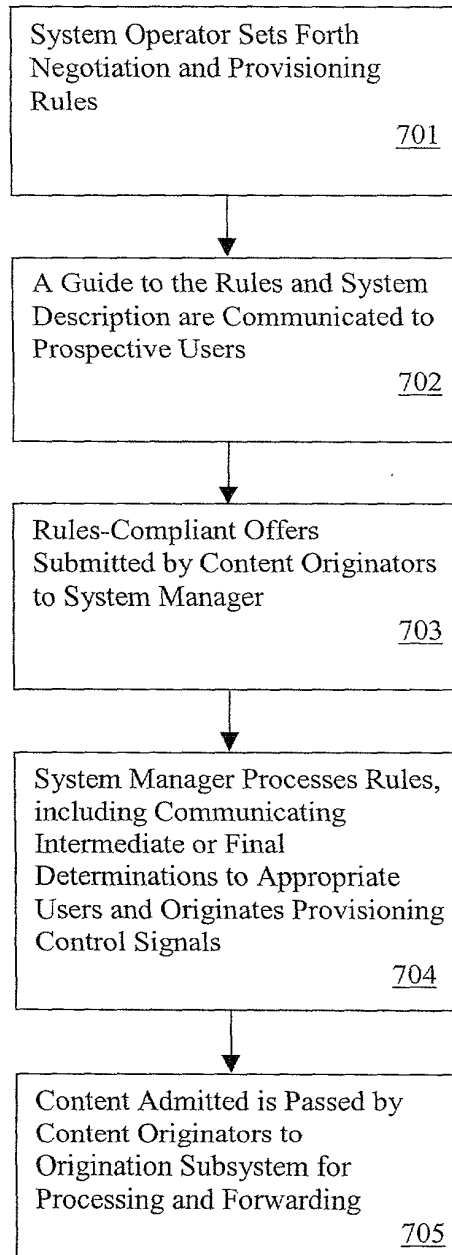 System Operator Sets Forth
Negotiation and Provisioning
Rules
701
A Guide to the Rules and System
Description are Communicated to
Prospective Users
702
Rules-Compliant Offers
Submitted by Content Originators
to System Manager
703
System Manager Processes Rules,
including Communicating
Intermediate or Final
Determinations to Appropriate
Users and Originates Provisioning
Control Signals
704
Content Admitted is Passed by
Content Originators to
Origination Subsystem for
Processing and Forwarding
705